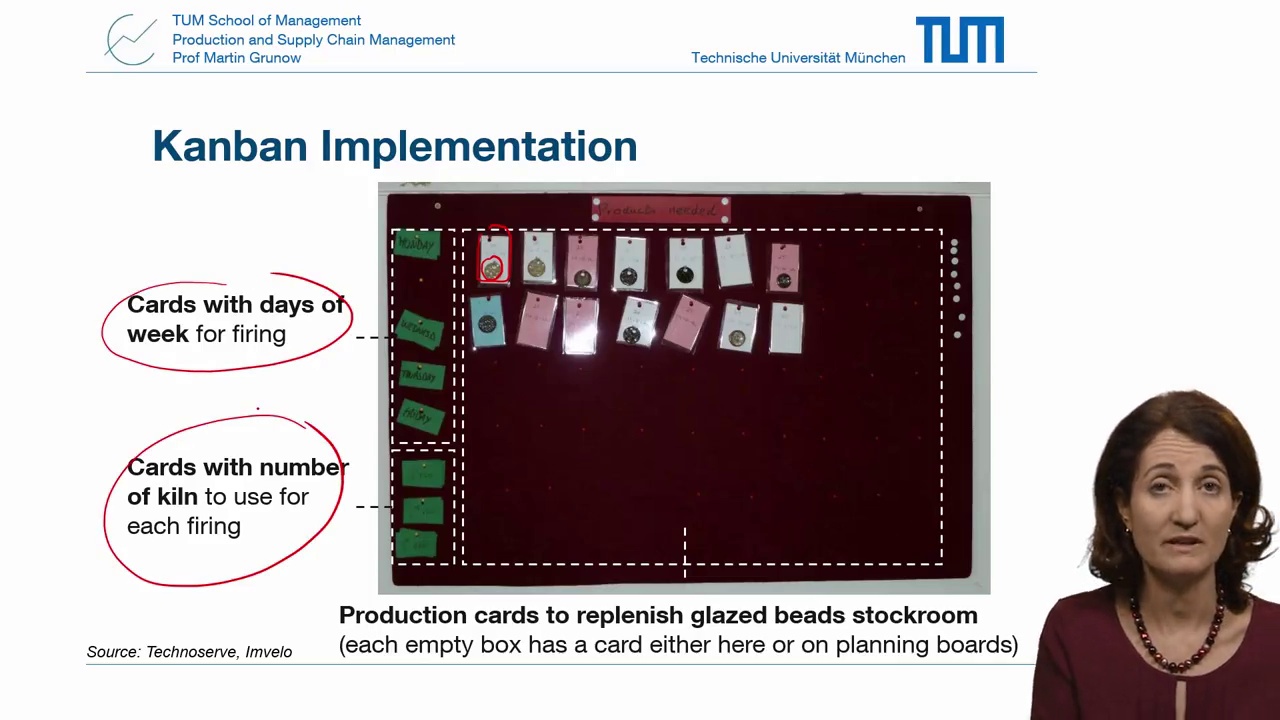 TUM School of Management
Production and Supply Chain Management
Prof Martin Grunow
Technische Universität München
TUM
Kanban Implementation
Products needed
MONDAY
THURSDAY
Cards with days of
week for firing
Cards with number
of kiln to use for
each firing
Production cards to replenish glazed beads stockroom
(each empty box has a card either here or on planning boards)
Source: Technoserve, Imvelo